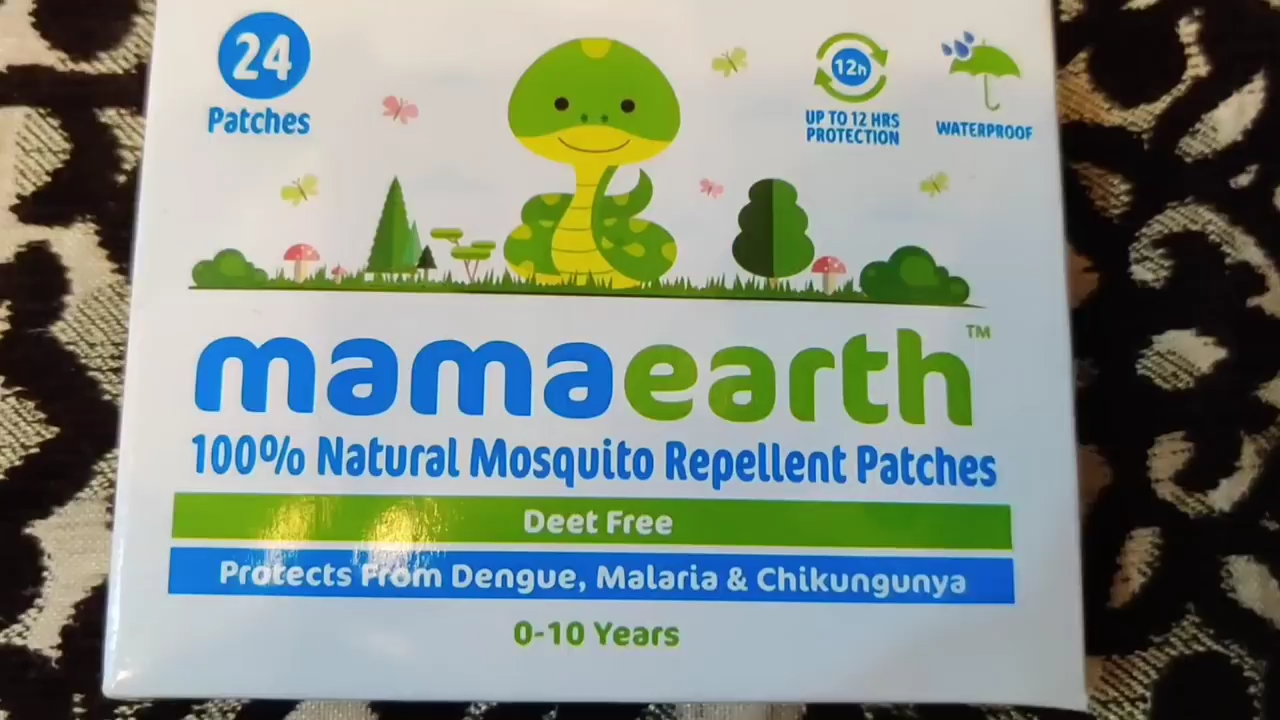 24
Patches
12h
UP TO 12 HRS
PROTECTION
WATERPROOF
mamaearth™
100% Natural Mosquito Repellent Patches
Deet Free
Protects From Dengue, Malaria & Chikungunya
0-10 Years